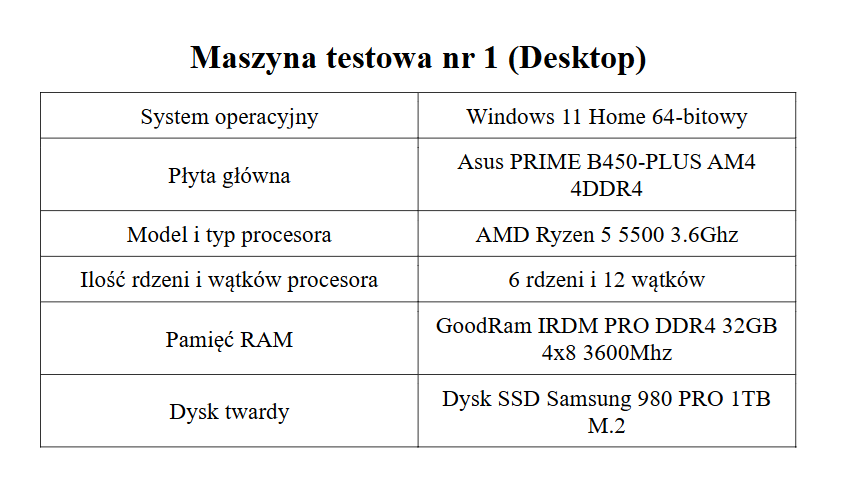 Maszyna testowa nr 1 (Desktop)
System operacyjny
Windows 11 Home 64-bitowy
Płyta główna
Asus PRIME B450-PLUS AM4
4DDR4
Model i typ procesora
AMD Ryzen 5 5500 3.6Ghz
Ilość rdzeni i wątków procesora
6 rdzeni i 12 wątków
Pamięć RAM
GoodRam IRDM PRO DDR4 32GB
4x8 3600Mhz
Dysk twardy
Dysk SSD Samsung 980 PRO 1TB
M.2